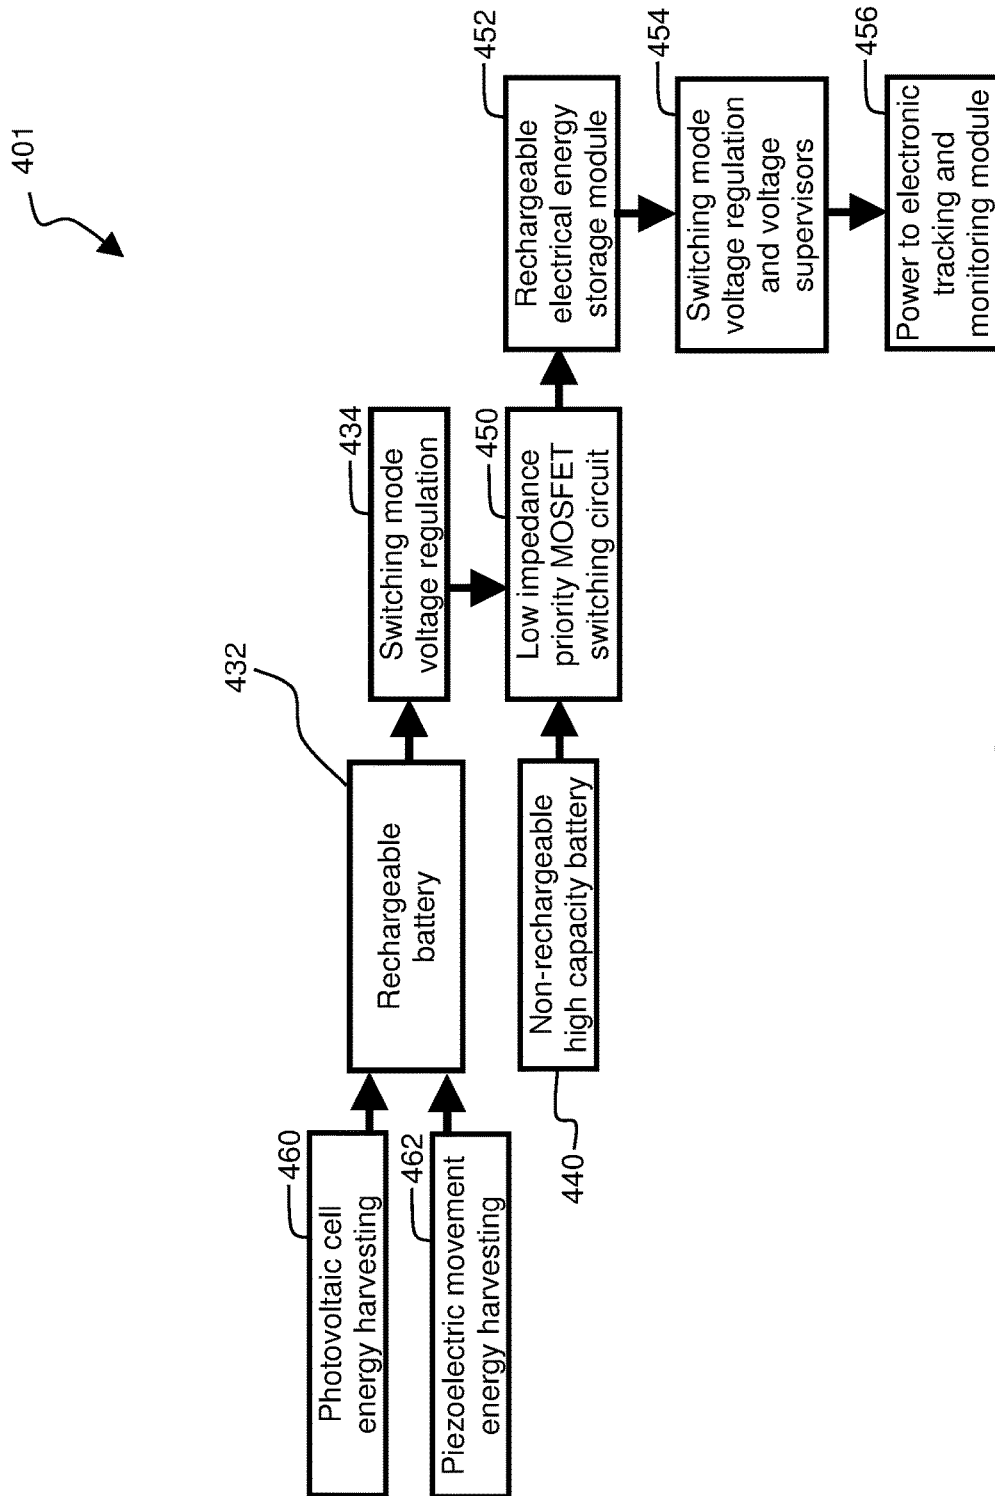 401
460
Photovoltaic cell
energy harvesting
462
Piezoelectric movement
energy harvesting
432
Rechargeable
battery
440
Non-rechargeable
high capacity battery
434
Switching mode
voltage regulation
450
Low impedance
priority MOSFET
switching circuit
452
Rechargeable
electrical energy
storage module
454
Switching mode
voltage regulation
and voltage
supervisors
456
Power to electronic
tracking and
monitoring module